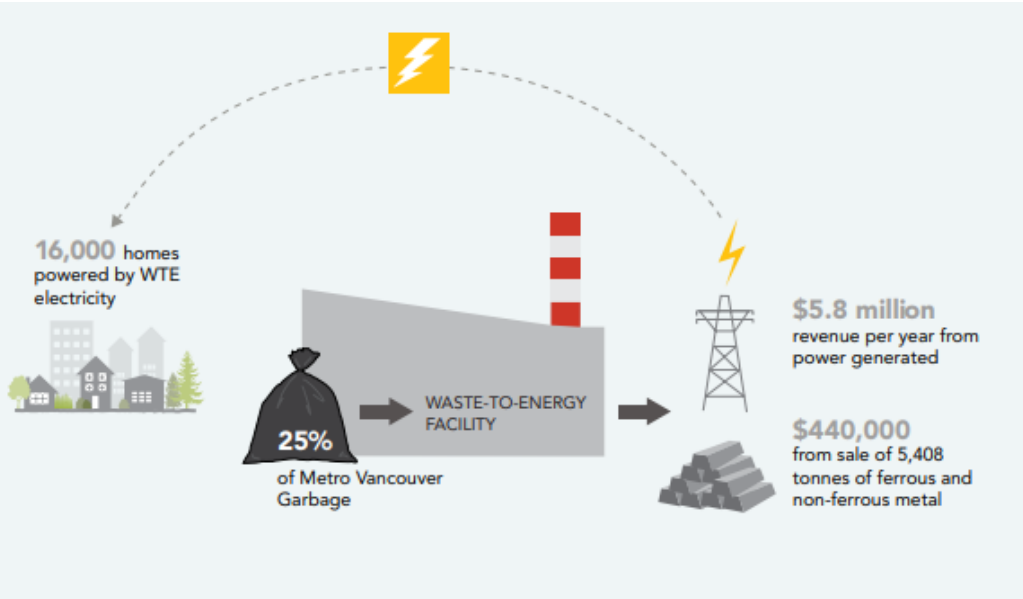 16,000 homes
powered by WTE
electricity
25%
of Metro Vancouver
Garbage
WASTE-TO-ENERGY
FACILITY
$5.8 million
revenue per year from
power generated
$440,000
from sale of 5,408
tonnes of ferrous and
non-ferrous metal